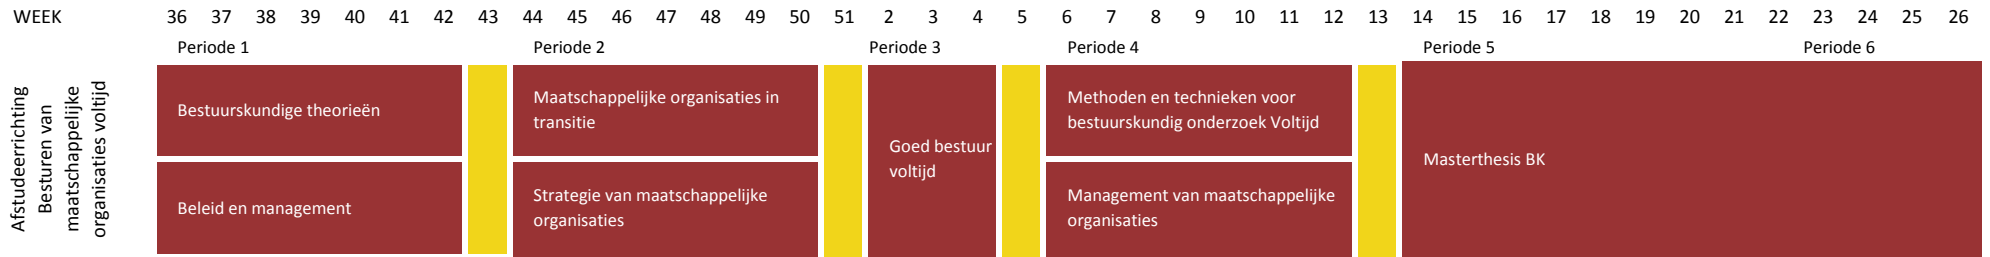 WEEK 36 37 38 39 40 41 42 43 44 45 46 47 48 49 50 51 2 3 4 5 6 7 8 9 10 11 12 13 14 15 16 17 18 19 20 21 22 23 24 25 26
Periode 1 Periode 2 Periode 3 Periode 4 Periode 5 Periode 6
Afstudeerrichting
Besturen van
maatschappelijke
organisaties voltijd
Bestuurskundige theorieën
Beleid en management
Maatschappelijke organisaties in
transitie
Strategie van maatschappelijke
organisaties
Goed bestuur
voltijd
Methoden en technieken voor
bestuurskundig onderzoek Voltijd
Management van maatschappelijke
organisaties
Masterthesis BK